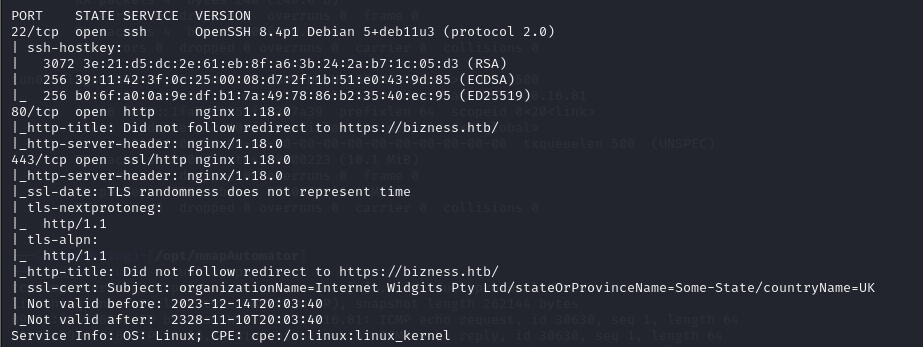 PORT    STATE SERVICE  VERSION
22/tcp  open  ssh      OpenSSH 8.4p1 Debian 5+deb11u3 (protocol 2.0)
| ssh-hostkey:
|   3072 3e:21:d5:dc:2e:61:eb:8f:a6:3b:24:2a:b7:1c:05:d3 (RSA)
|   256 39:11:42:3f:0c:25:00:08:d7:2f:1b:51:e0:43:9d:85 (ECDSA)
|_  256 b0:6f:a0:0a:9e:df:b1:7a:49:78:86:b2:35:40:ec:95 (ED25519)
80/tcp  open  http     nginx 1.18.0
|_http-title: Did not follow redirect to https://bizness.htb/
|_http-server-header: nginx/1.18.0
443/tcp open  ssl/http nginx 1.18.0
|_http-server-header: nginx/1.18.0
|_ssl-date: TLS randomness does not represent time
| tls-nextprotoneg:
|_  http/1.1
| tls-alpn:
|_  http/1.1
|_http-title: Did not follow redirect to https://bizness.htb/
| ssl-cert: Subject: organizationName=Internet Widgits Pty Ltd/stateOrProvinceName=Some-State/countryName=UK
| Not valid before: 2023-12-14T20:03:40
|_Not valid after:  2328-11-10T20:03:40
Service Info: OS: Linux; CPE: cpe:/o:linux:linux_kernel